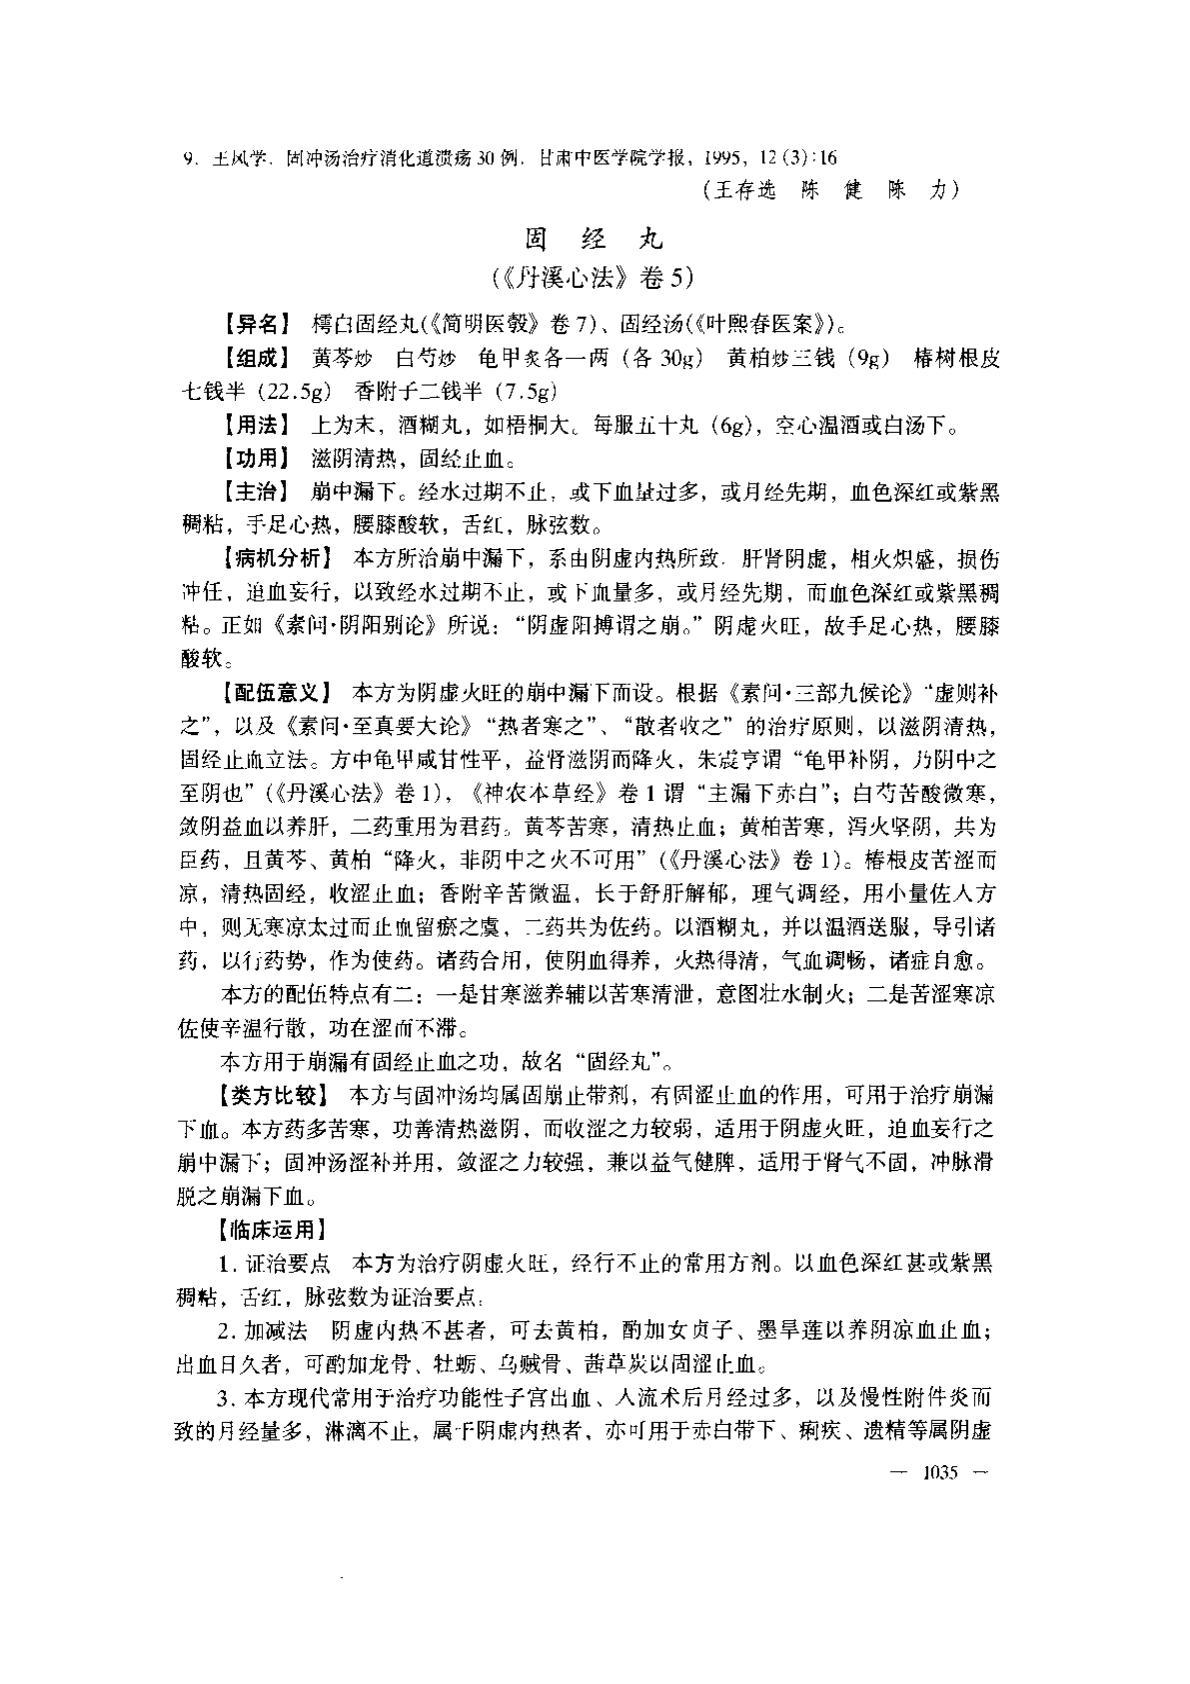 9. 王风学. 固冲汤治疗消化道溃疡 30 例. 甘肃中医学院学报, 1995, 12 (3):16
(王存选 陈 健 陈 力)
固 经 丸
(《丹溪心法》卷 5)
【异名】 樗白固经丸(《简明医彀》卷 7)、固经汤(《叶熙春医案》)。
【组成】 黄芩炒 白芍炒 龟甲炙各一两 (各 30g) 黄柏炒三钱 (9g) 椿树根皮
七钱半 (22.5g) 香附子二钱半 (7.5g)
【用法】 上为末, 酒糊丸, 如梧桐大。每服五十丸 (6g), 空心温酒或白汤下。
【功用】 滋阴清热, 固经止血。
【主治】 崩中漏下。经水过期不止, 或下血量过多, 或月经先期, 血色深红或紫黑
稠粘, 手足心热, 腰膝酸软, 舌红, 脉弦数。
【病机分析】 本方所治崩中漏下, 系由阴虚内热所致. 肝肾阴虚, 相火炽盛, 损伤
冲任, 迫血妄行, 以致经水过期不止, 或下血量多, 或月经先期, 而血色深红或紫黑稠
粘。正如《素问·阴阳别论》所说: “阴虚阳搏谓之崩。” 阴虚火旺, 故手足心热, 腰膝
酸软。
【配伍意义】 本方为阴虚火旺的崩中漏下而设。根据《素问·三部九候论》“虚则补
之”, 以及《素问·至真要大论》 “热者寒之”、“散者收之” 的治疗原则, 以滋阴清热,
固经止血立法。方中龟甲咸甘性平, 益肾滋阴而降火, 朱震亨谓 “龟甲补阴, 乃阴中之
至阴也” (《丹溪心法》卷 1), 《神农本草经》卷 1 谓 “主漏下赤白”; 白芍苦酸微寒,
敛阴益血以养肝, 二药重用为君药。黄芩苦寒, 清热止血; 黄柏苦寒, 泻火坚阴, 共为
臣药, 且黄芩、黄柏 “降火, 非阴中之火不可用” (《丹溪心法》卷 1)。椿根皮苦涩而
凉, 清热固经, 收涩止血; 香附辛苦微温, 长于舒肝解郁, 理气调经, 用小量佐入方
中, 则无寒凉太过而止血留瘀之虞, 二药共为佐药。以酒糊丸, 并以温酒送服, 导引诸
药, 以行药势, 作为使药。诸药合用, 使阴血得养, 火热得清, 气血调畅, 诸症自愈。
本方的配伍特点有二: 一是甘寒滋养辅以苦寒清泄, 意图壮水制火; 二是苦涩寒凉
佐使辛温行散, 功在涩而不滞。
本方用于崩漏有固经止血之功, 故名 “固经丸”。
【类方比较】 本方与固冲汤均属固崩止带剂, 有固涩止血的作用, 可用于治疗崩漏
下血。本方药多苦寒, 功善清热滋阴, 而收涩之力较弱, 适用于阴虚火旺, 迫血妄行之
崩中漏下; 固冲汤涩补并用, 敛涩之力较强, 兼以益气健脾, 适用于肾气不固, 冲脉滑
脱之崩漏下血。
【临床运用】
1. 证治要点 本方为治疗阴虚火旺, 经行不止的常用方剂。以血色深红甚或紫黑
稠粘, 舌红, 脉弦数为证治要点.
2. 加减法 阴虚内热不甚者, 可去黄柏, 酌加女贞子、墨旱莲以养阴凉血止血;
出血日久者, 可酌加龙骨、牡蛎、乌贼骨、茜草炭以固涩止血。
3. 本方现代常用于治疗功能性子宫出血、人流术后月经过多, 以及慢性附件炎而
致的月经量多, 淋漓不止, 属于阴虚内热者, 亦可用于赤白带下、痢疾、遗精等属阴虚
— 1035 —